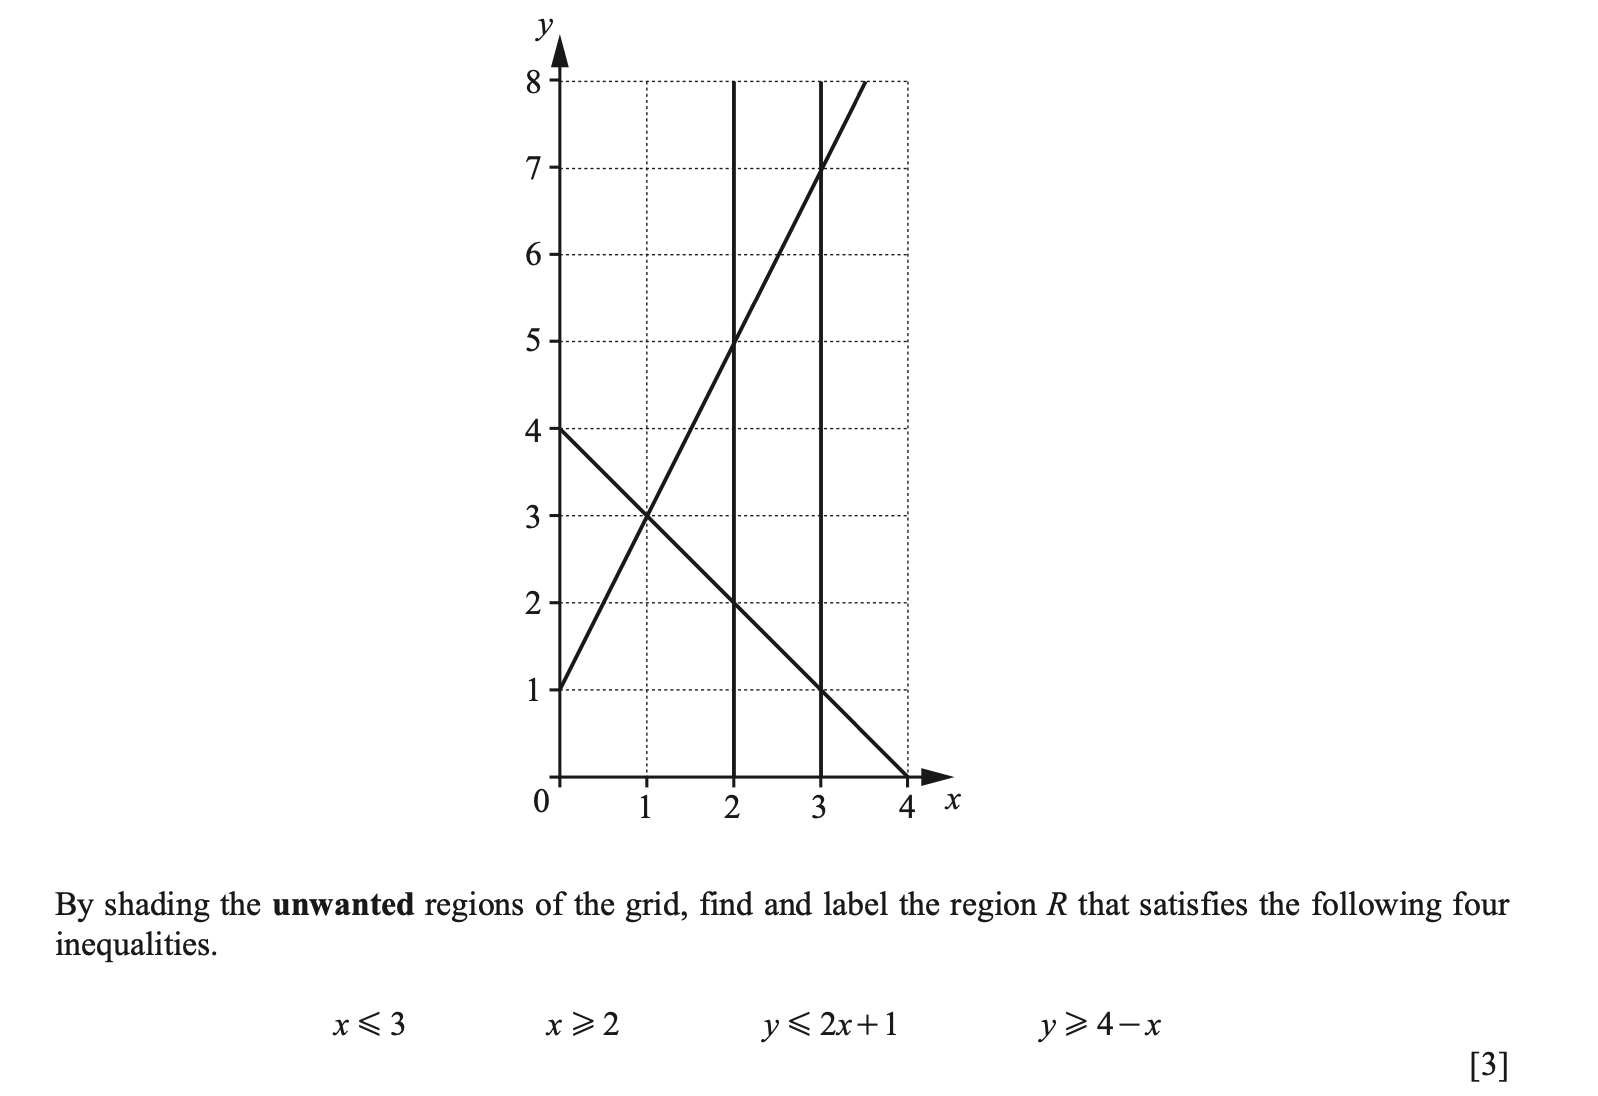 y
8
7
6
5
4
3
2
1
0 1 2 3 4 x
By shading the unwanted regions of the grid, find and label the region R that satisfies the following four
inequalities.
x ⩽ 3 x ⩾ 2 y ⩽ 2x+1 y ⩾ 4−x
[3]